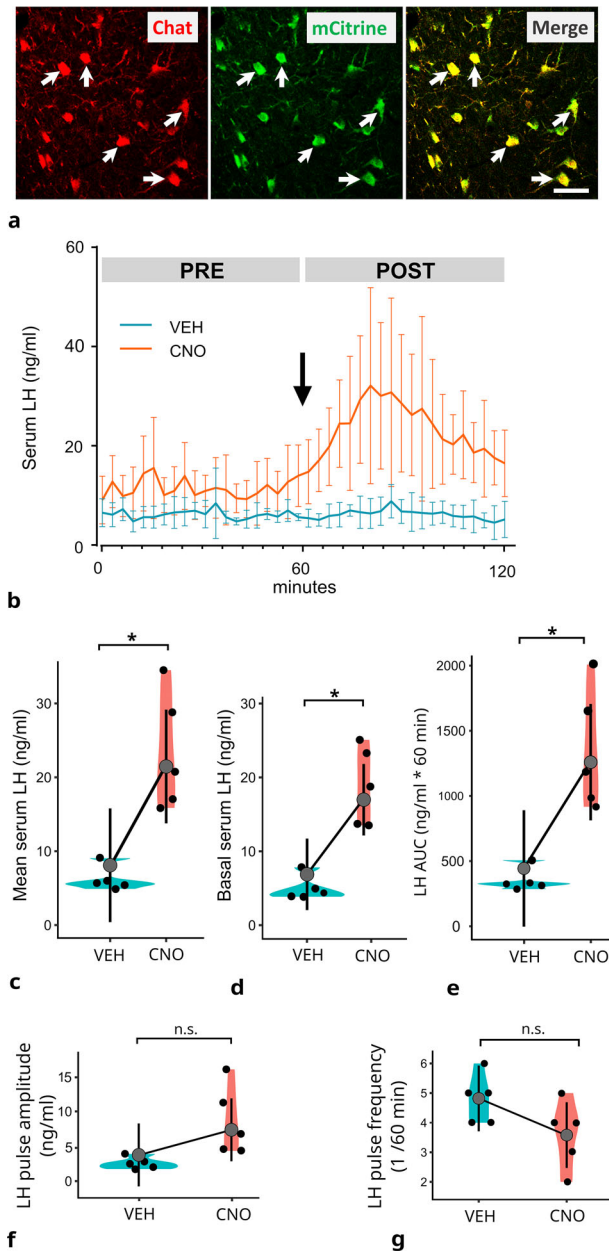 Chat
mCitrine
Merge
a
60
40
20
0
Serum LH (ng/ml)
PRE
POST
VEH
CNO
0
60
120
minutes
b
*
30
20
10
0
Mean serum LH (ng/ml)
VEH
CNO
c
*
30
20
10
0
Basal serum LH (ng/ml)
VEH
CNO
d
*
2000
1500
1000
500
0
LH AUC (ng/ml * 60 min)
VEH
CNO
e
n.s.
15
10
5
0
LH pulse amplitude
(ng/ml)
VEH
CNO
f
n.s.
6
5
4
3
2
LH pulse frequency
(1 /60 min)
VEH
CNO
g